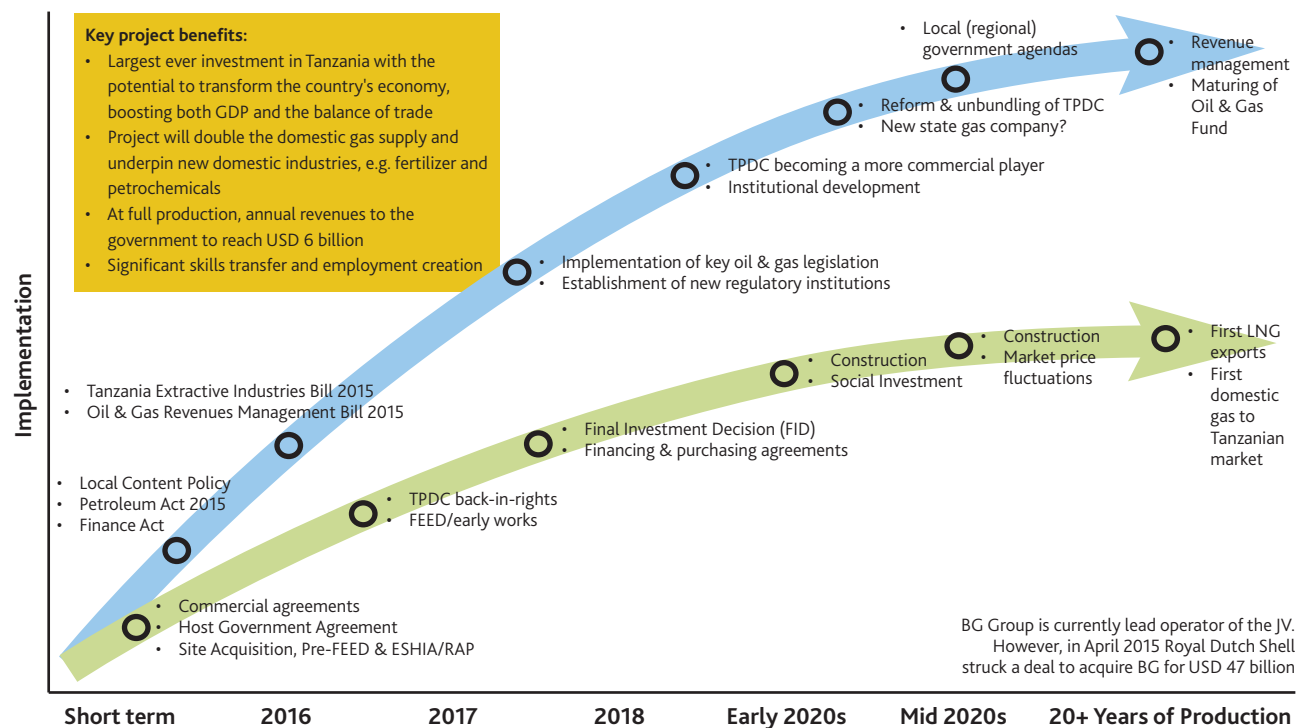 Key project benefits:
• Largest ever investment in Tanzania with the
potential to transform the country's economy,
boosting both GDP and the balance of trade
• Project will double the domestic gas supply and
underpin new domestic industries, e.g. fertilizer and
petrochemicals
• At full production, annual revenues to the
government to reach USD 6 billion
• Significant skills transfer and employment creation
• Local (regional)
government agendas
• Revenue
management
• Maturing of
Oil & Gas
Fund
• Reform & unbundling of TPDC
• New state gas company?
• TPDC becoming a more commercial player
• Institutional development
• Implementation of key oil & gas legislation
• Establishment of new regulatory institutions
• Tanzania Extractive Industries Bill 2015
• Oil & Gas Revenues Management Bill 2015
• Local Content Policy
• Petroleum Act 2015
• Finance Act
• First LNG
exports
• First
domestic
gas to
Tanzanian
market
• Construction
• Market price
fluctuations
• Construction
• Social Investment
• Final Investment Decision (FID)
• Financing & purchasing agreements
• TPDC back-in-rights
• FEED/early works
• Commercial agreements
• Host Government Agreement
• Site Acquisition, Pre-FEED & ESHIA/RAP
BG Group is currently lead operator of the JV.
However, in April 2015 Royal Dutch Shell
struck a deal to acquire BG for USD 47 billion
Implementation
Short term
2016
2017
2018
Early 2020s
Mid 2020s
20+ Years of Production